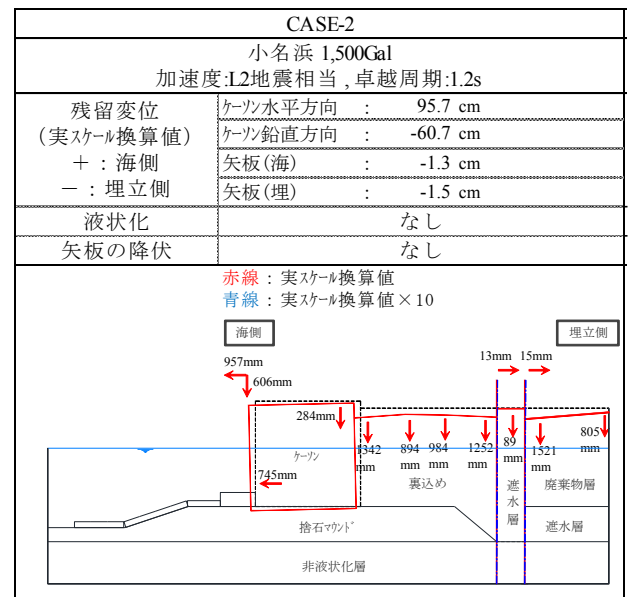 CASE-2
小名浜 1,500Gal
加速度:L2地震相当 , 卓越周期:1.2s
残留変位
(実ｽｹｰﾙ換算値)
＋：海側
－：埋立側
ｹｰｿﾝ水平方向 : 95.7 cm
ｹｰｿﾝ鉛直方向 : -60.7 cm
矢板(海) : -1.3 cm
矢板(埋) : -1.5 cm
液状化 なし
矢板の降伏 なし
赤線：実ｽｹｰﾙ換算値
青線：実ｽｹｰﾙ換算値×10
海側 埋立側
957mm 13mm 15mm
606mm
284mm
ｹｰｿﾝ
745mm
1342
mm
894
mm
984
mm
1252
mm
89
mm
1521
mm
805
mm
裏込め
遮水層
廃棄物層
捨石ﾏｳﾝﾄﾞ
遮水層
非液状化層